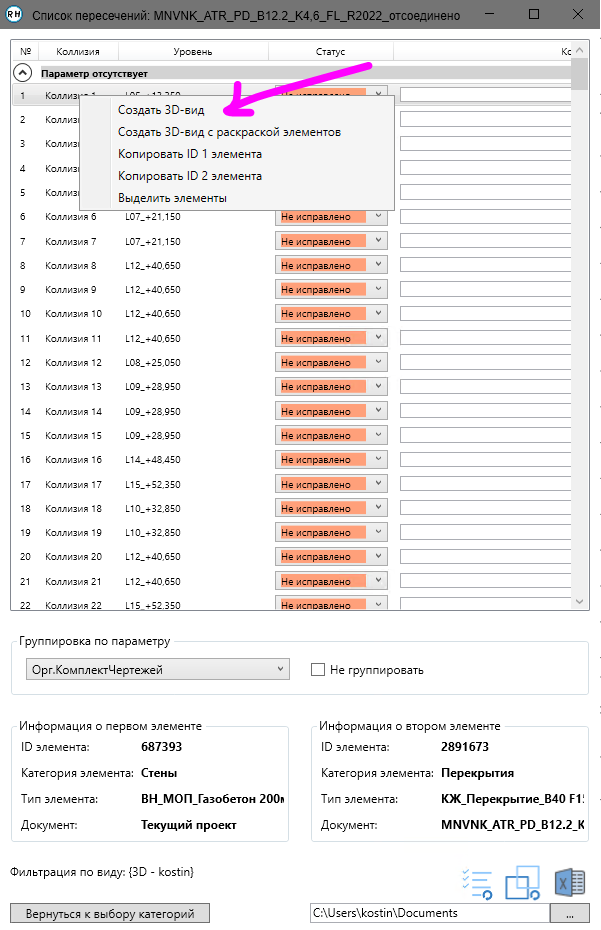 RH Список пересечений: MNVNK_ATR_PD_B12.2_K4,6_FL_R2022_отсоединено
№ Коллизия Уровень Статус
Параметр отсутствует
1 Коллизия 1 L05_+13,250 Не исправлено
Создать 3D-вид
2
Создать 3D-вид с раскраской элементов
3
Копировать ID 1 элемента
4
Копировать ID 2 элемента
5
Выделить элементы
6 Коллизия 6 L07_+21,150 Не исправлено
7 Коллизия 7 L07_+21,150 Не исправлено
8 Коллизия 8 L12_+40,650 Не исправлено
9 Коллизия 9 L12_+40,650 Не исправлено
10 Коллизия 10 L12_+40,650 Не исправлено
11 Коллизия 11 L12_+40,650 Не исправлено
12 Коллизия 12 L08_+25,050 Не исправлено
13 Коллизия 13 L09_+28,950 Не исправлено
14 Коллизия 14 L09_+28,950 Не исправлено
15 Коллизия 15 L09_+28,950 Не исправлено
16 Коллизия 16 L14_+48,450 Не исправлено
17 Коллизия 17 L15_+52,350 Не исправлено
18 Коллизия 18 L10_+32,850 Не исправлено
19 Коллизия 19 L10_+32,850 Не исправлено
20 Коллизия 20 L12_+40,650 Не исправлено
21 Коллизия 21 L12_+40,650 Не исправлено
22 Коллизия 22 L15_+52,350 Не исправлено
Группировка по параметру
Орг.КомплектЧертежей Не группировать
Информация о первом элементе
ID элемента: 687393
Категория элемента: Стены
Тип элемента: ВН_МОП_Газобетон 200м
Документ: Текущий проект
Информация о втором элементе
ID элемента: 2891673
Категория элемента: Перекрытия
Тип элемента: КЖ_Перекрытие_B40 F15
Документ: MNVNK_ATR_PD_B12.2_K
Фильтрация по виду: {3D - kostin}
Вернуться к выбору категорий C:\Users\kostin\Documents ...